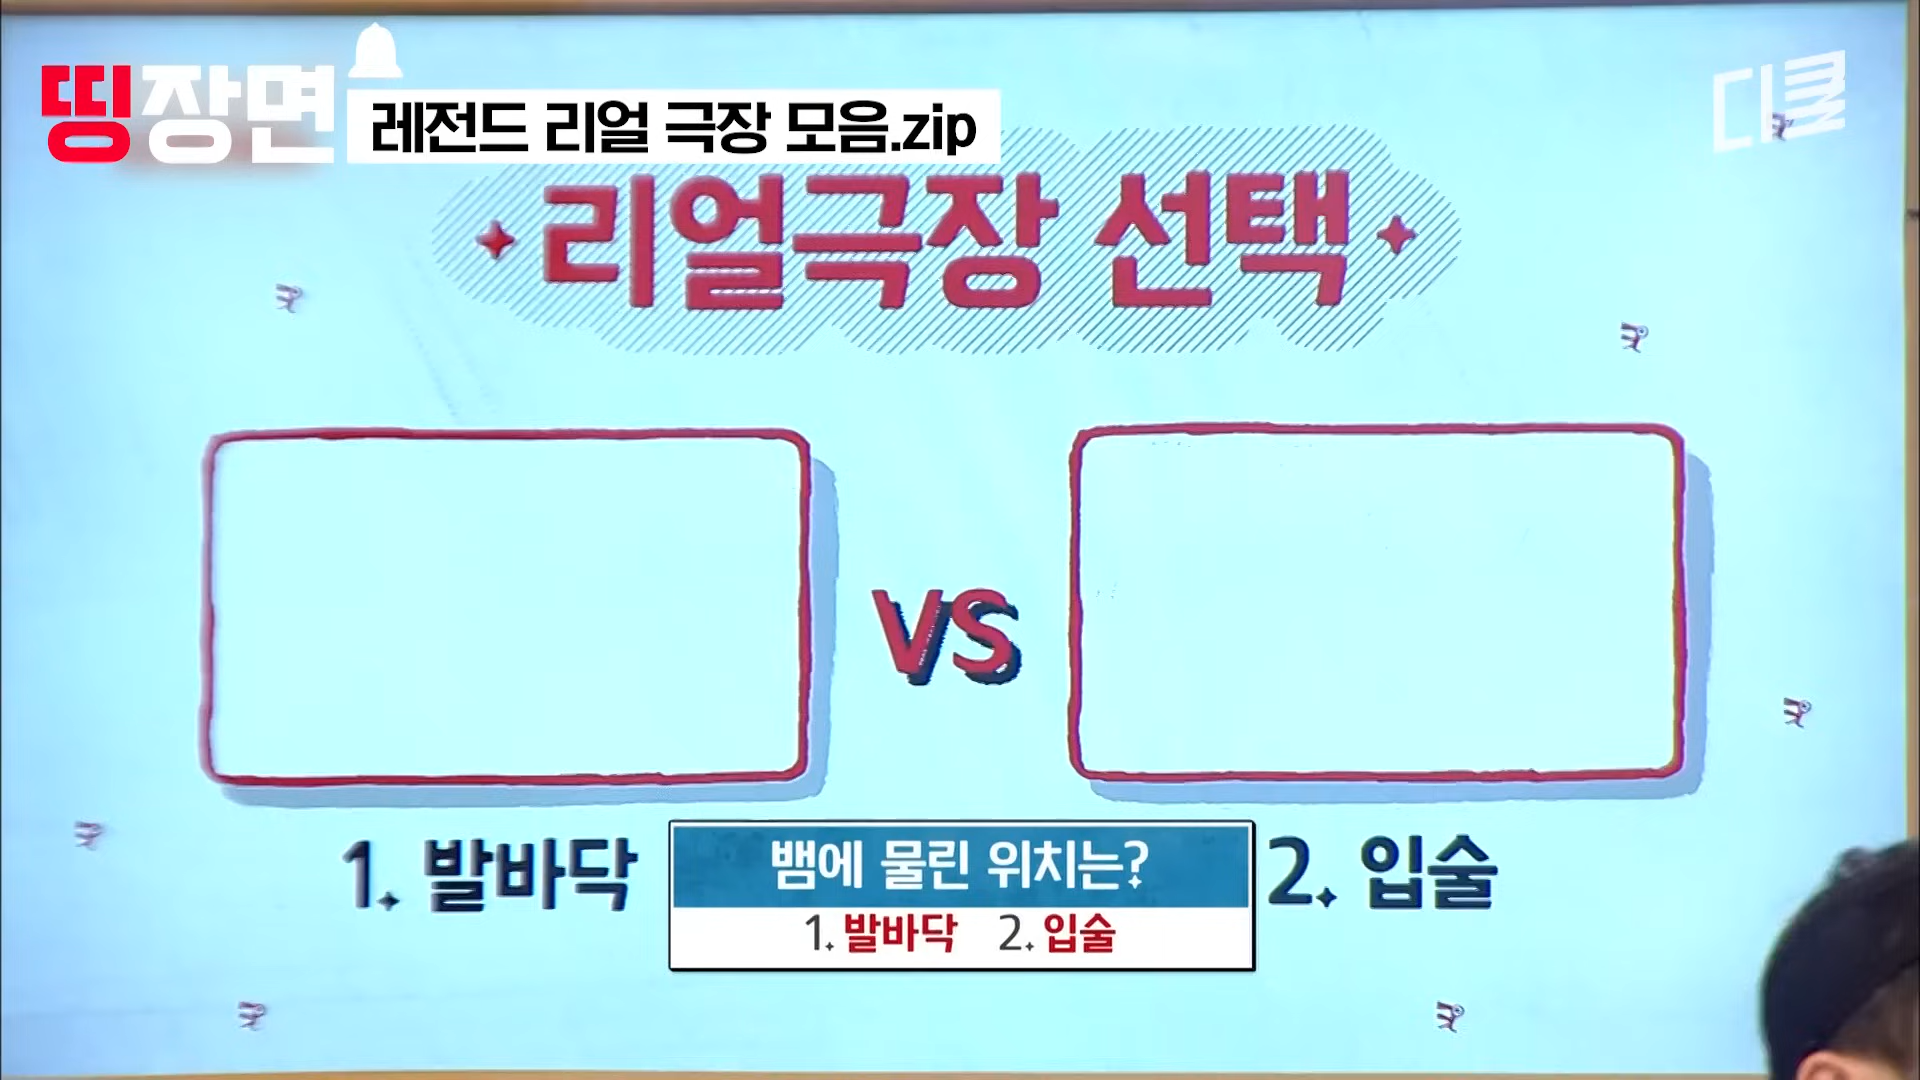 띵장면
레전드 리얼 극장 모음.zip
디글
리얼극장 선택
VS
1. 발바닥
2. 입술
뱀에 물린 위치는?
1. 발바닥 2. 입술